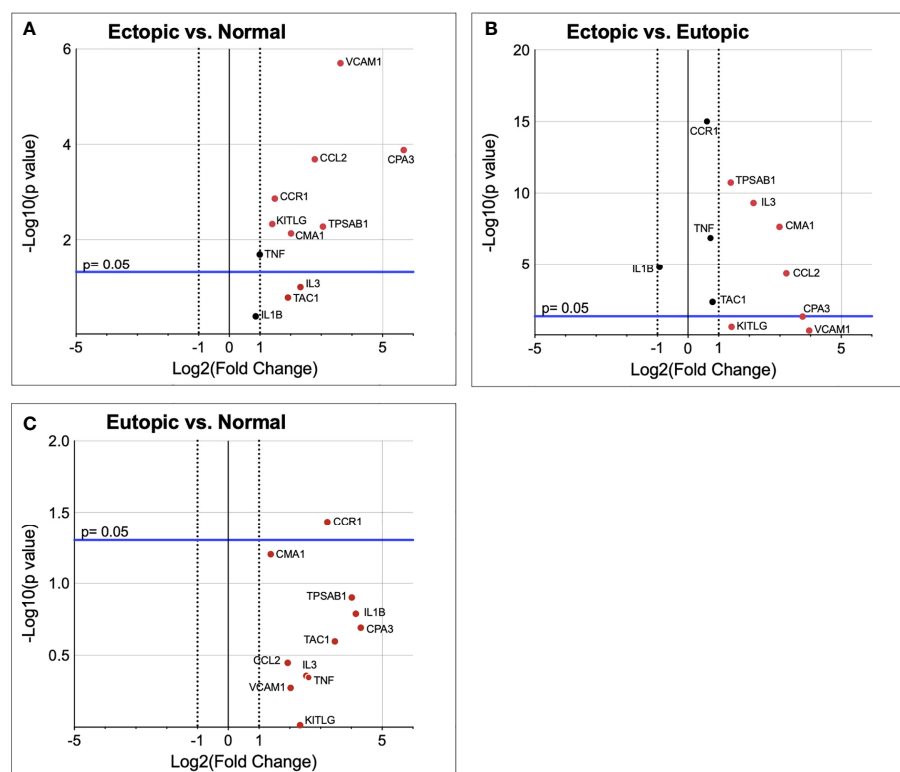 A
Ectopic vs. Normal
6
VCAM1
4
CPA3
CCL2
CCR1
KITLG
TPSAB1
CMA1
2
TNF
p= 0.05
IL3
TAC1
IL1B
-5
-1
0
1
5
-Log10(p value)
Log2(Fold Change)
B
Ectopic vs. Eutopic
20
15
CCR1
TPSAB1
10
IL3
CMA1
TNF
IL1B
CCL2
5
TAC1
p= 0.05
CPA3
KITLG
VCAM1
-5
-1
0
1
5
-Log10(p value)
Log2(Fold Change)
C
Eutopic vs. Normal
2.0
1.5
CCR1
p= 0.05
CMA1
1.0
TPSAB1
IL1B
CPA3
TAC1
0.5
CCL2
IL3
TNF
VCAM1
KITLG
-5
-1
0
1
5
-Log10(p value)
Log2(Fold Change)